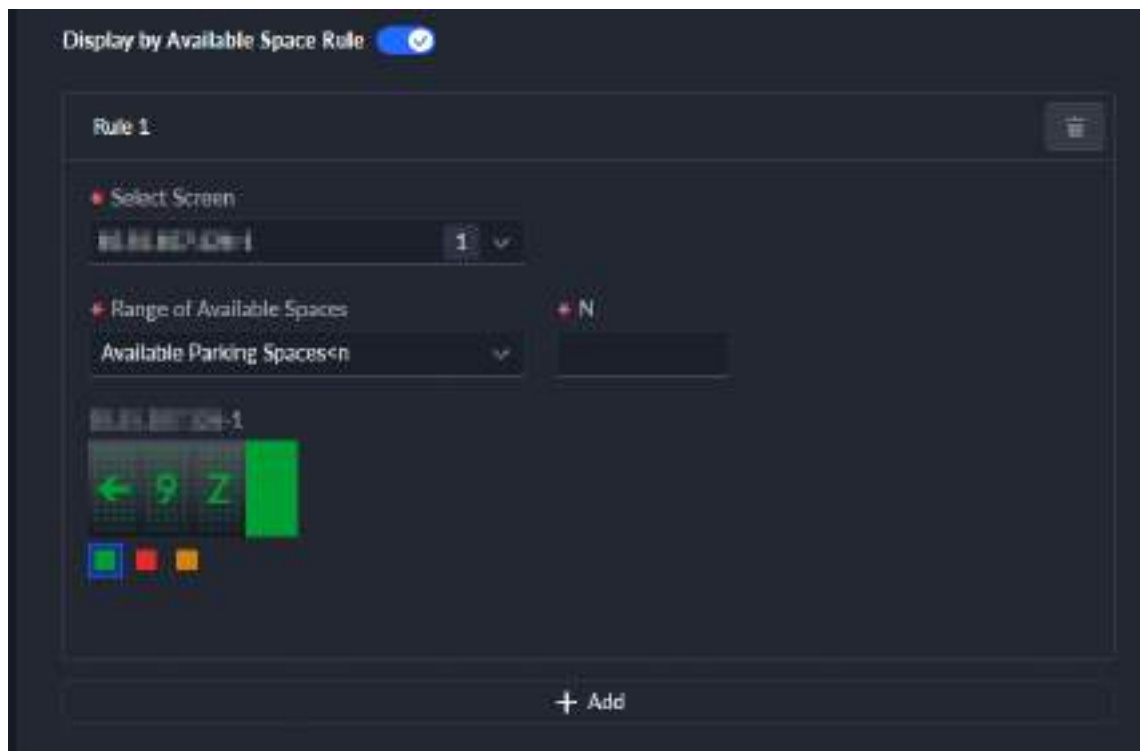 Display by Available Space Rule
Rule 1
* Select Screen
1
* Range of Available Spaces
* N
Available Parking Spaces<n
-1
← 9 Z
+ Add